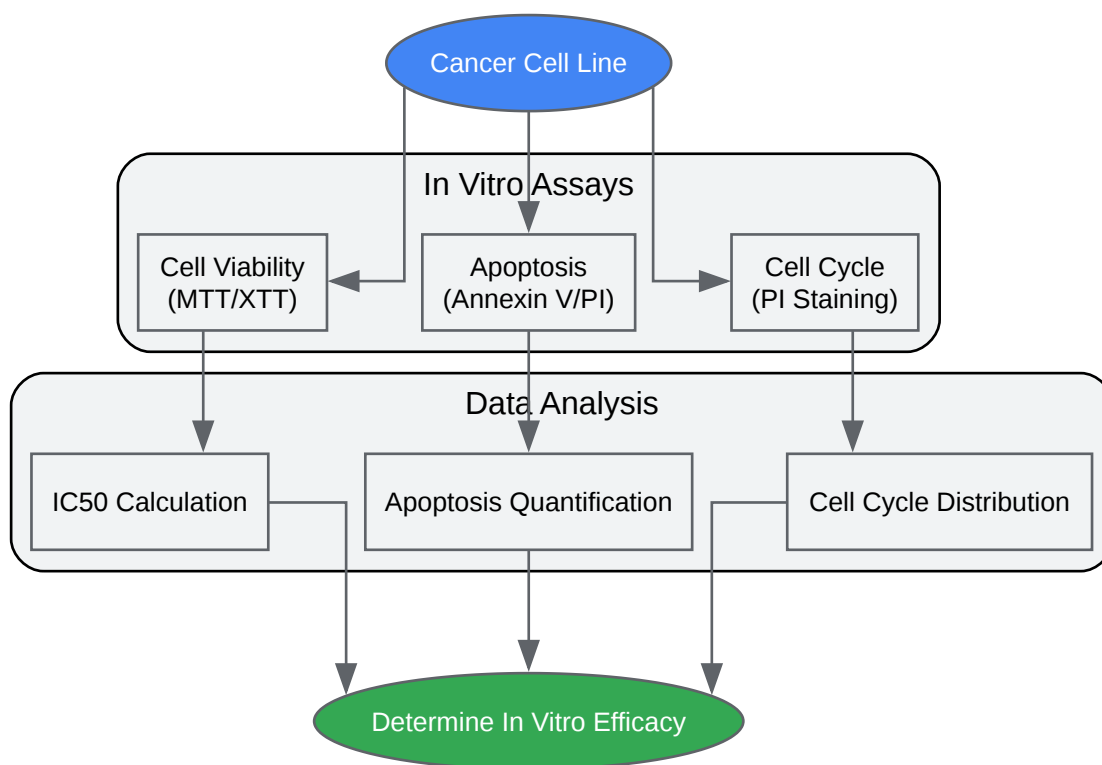 Cancer Cell Line
In Vitro Assays
Cell Viability
(MTT/XTT)
Apoptosis
(Annexin V/PI)
Cell Cycle
(PI Staining)
Data Analysis
IC50 Calculation
Apoptosis Quantification
Cell Cycle Distribution
Determine In Vitro Efficacy